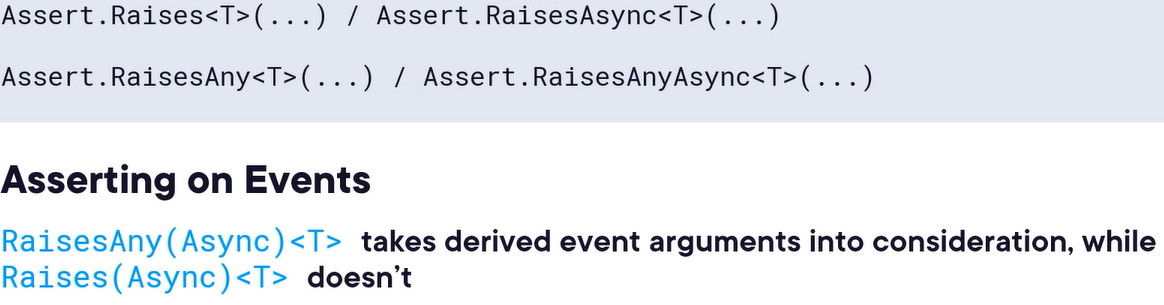 Assert.Raises<T>(...) / Assert.RaisesAsync<T>(...)
Assert.RaisesAny<T>(...) / Assert.RaisesAnyAsync<T>(...)
Asserting on Events
RaisesAny(Async)<T> takes derived event arguments into consideration, while
Raises(Async)<T> doesn’t